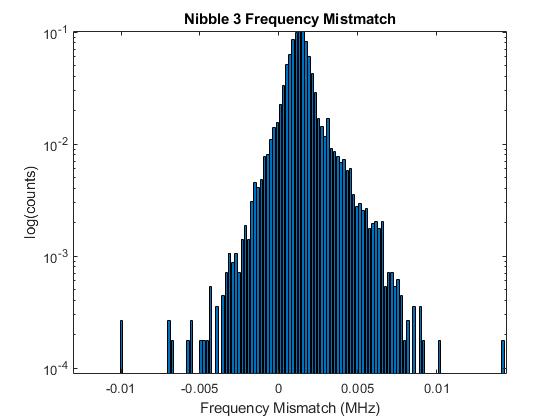 Nibble 3 Frequency Mistmatch
10-1
10-2
10-3
10-4
log(counts)
-0.01 -0.005 0 0.005 0.01
Frequency Mismatch (MHz)